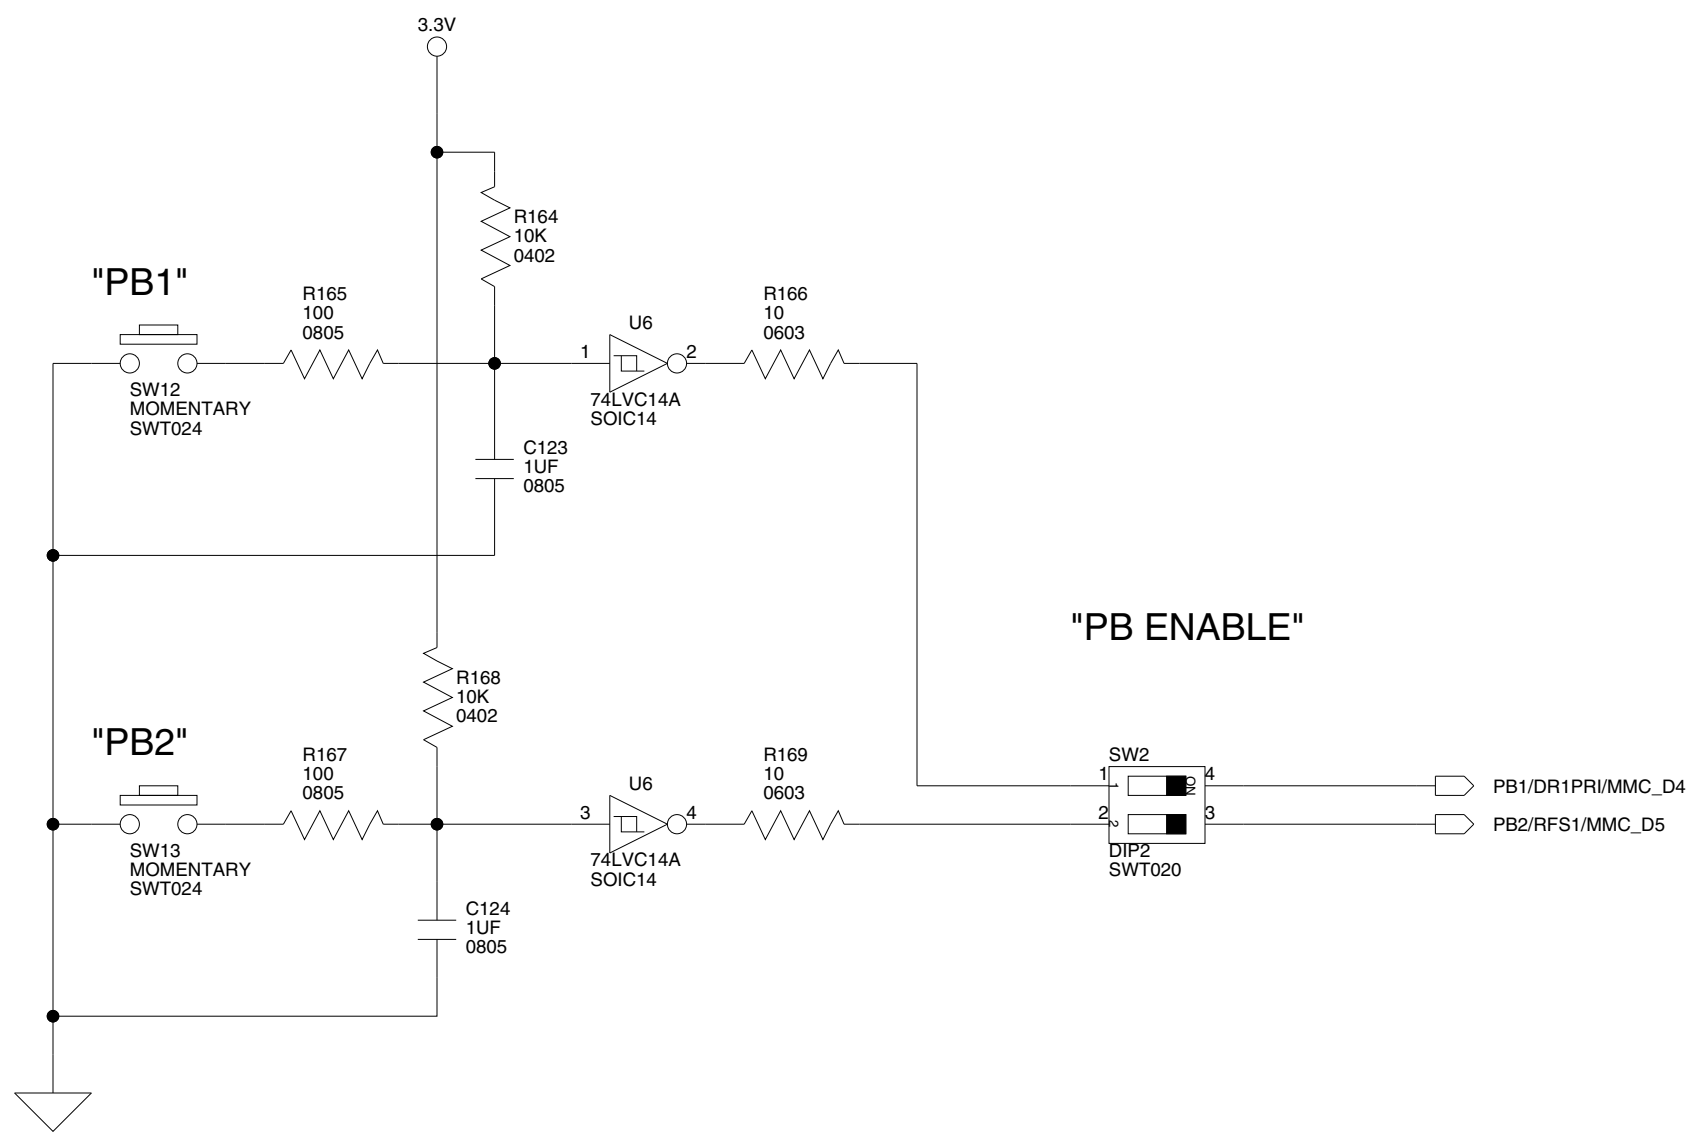 3.3V
R164
10K
0402
"PB1"
R165
100
0805
R166
10
0603
U6
1
2
SW12
MOMENTARY
SWT024
74LVC14A
SOIC14
C123
1UF
0805
"PB ENABLE"
R168
10K
0402
"PB2"
R167
100
0805
R169
10
0603
U6
3
4
SW13
MOMENTARY
SWT024
74LVC14A
SOIC14
SW2
1
1
ON
4
PB1/DR1PRI/MMC_D4
2
2
3
PB2/RFS1/MMC_D5
DIP2
SWT020
C124
1UF
0805